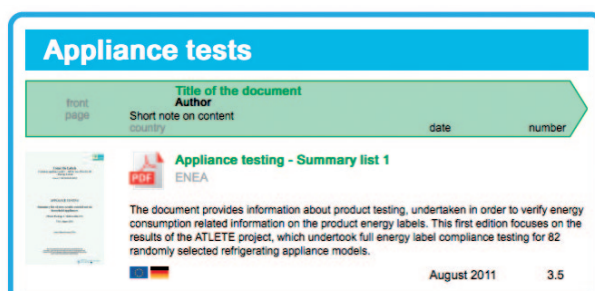 Appliance tests
Title of the document
front
Author
page
Short note on content
country date number
Appliance testing - Summary list 1
PDF
ENEA
The document provides information about product testing, undertaken in order to verify energy
consumption related information on the product energy labels. This first edition focuses on the
results of the ATLETE project, which undertook full energy label compliance testing for 82
randomly selected refrigerating appliance models.
August 2011 3.5